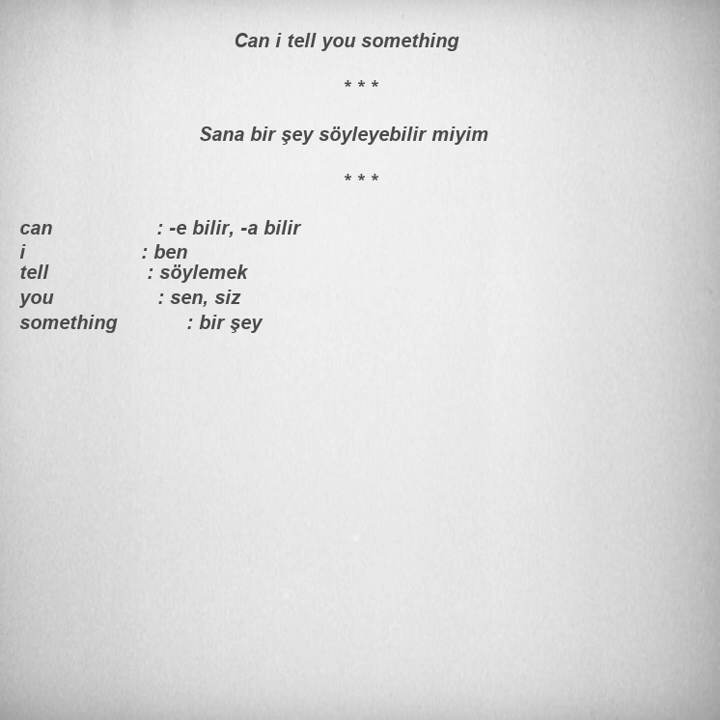 Can i tell you something
* * *
Sana bir şey söyleyebilir miyim
* * *
can : -e bilir, -a bilir
i : ben
tell : söylemek
you : sen, siz
something : bir şey